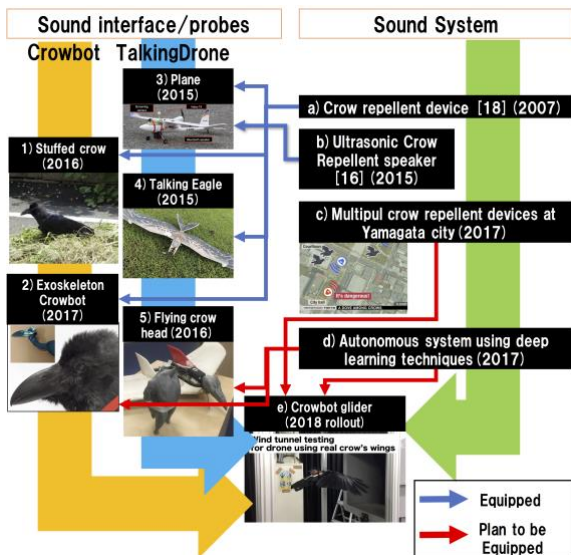 Sound interface/probes
Sound System
Crowbot
TalkingDrone
3) Plane
(2015)
a) Crow repellent device [18] (2007)
b) Ultrasonic Crow
Repellent speaker
[16] (2015)
1) Stuffed crow
(2016)
4) Talking Eagle
(2015)
c) Multipul crow repellent devices at
Yamagata city(2017)
City hall
It's dangerous!
2) Exoskeleton
Crowbot
(2017)
5) Flying crow
head (2016)
d) Autonomous system using deep
learning techniques(2017)
e) Crowbot glider
(2018 rollout)
Wind tunnel testing
for drone using real crow's wings
Equipped
Plan to be
Equipped